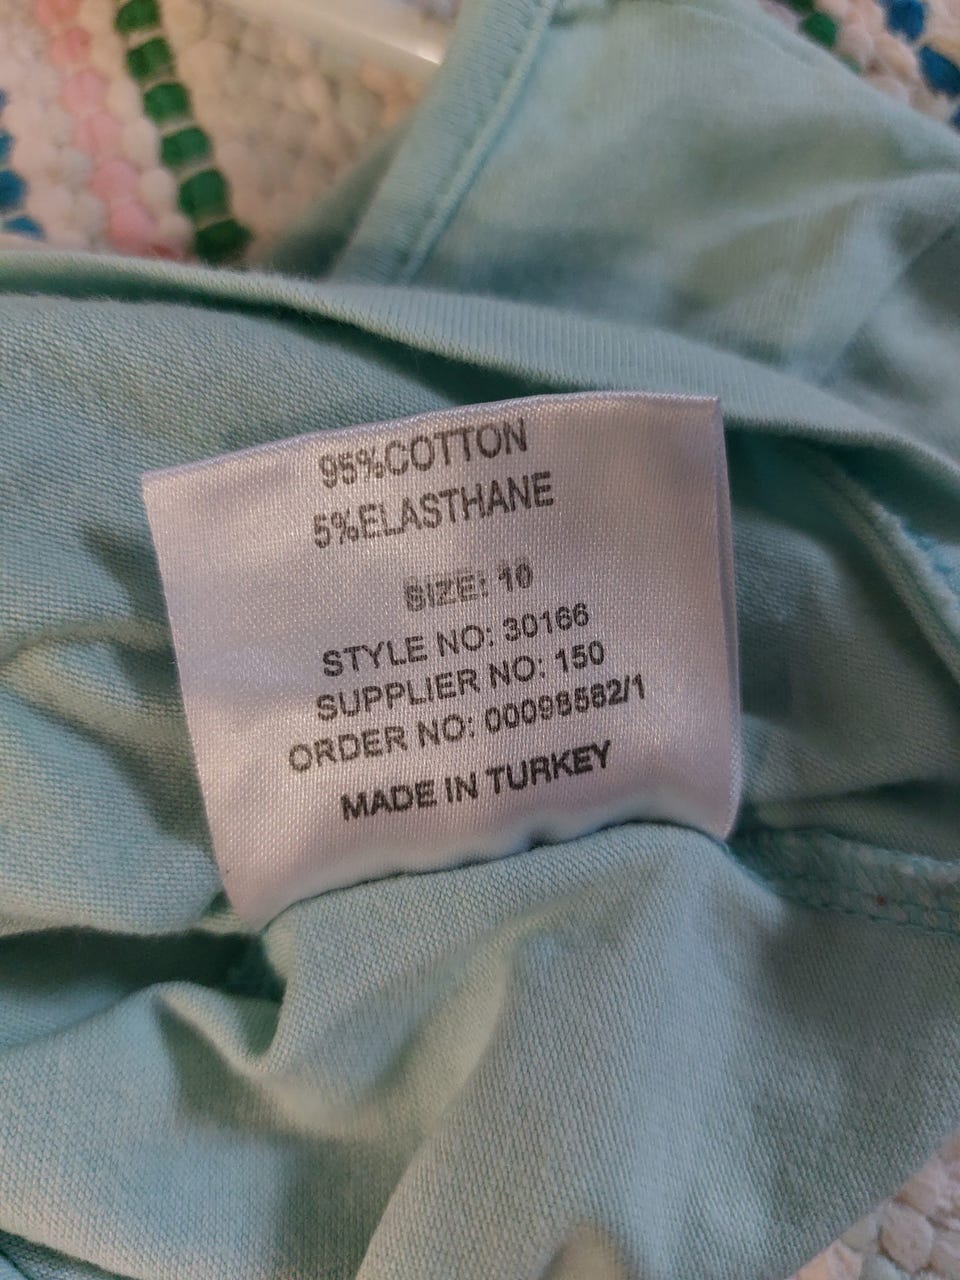 95%COTTON
5%ELASTHANE
SIZE: 10
STYLE NO: 30166
SUPPLIER NO: 150
ORDER NO: 00098582/1
MADE IN TURKEY